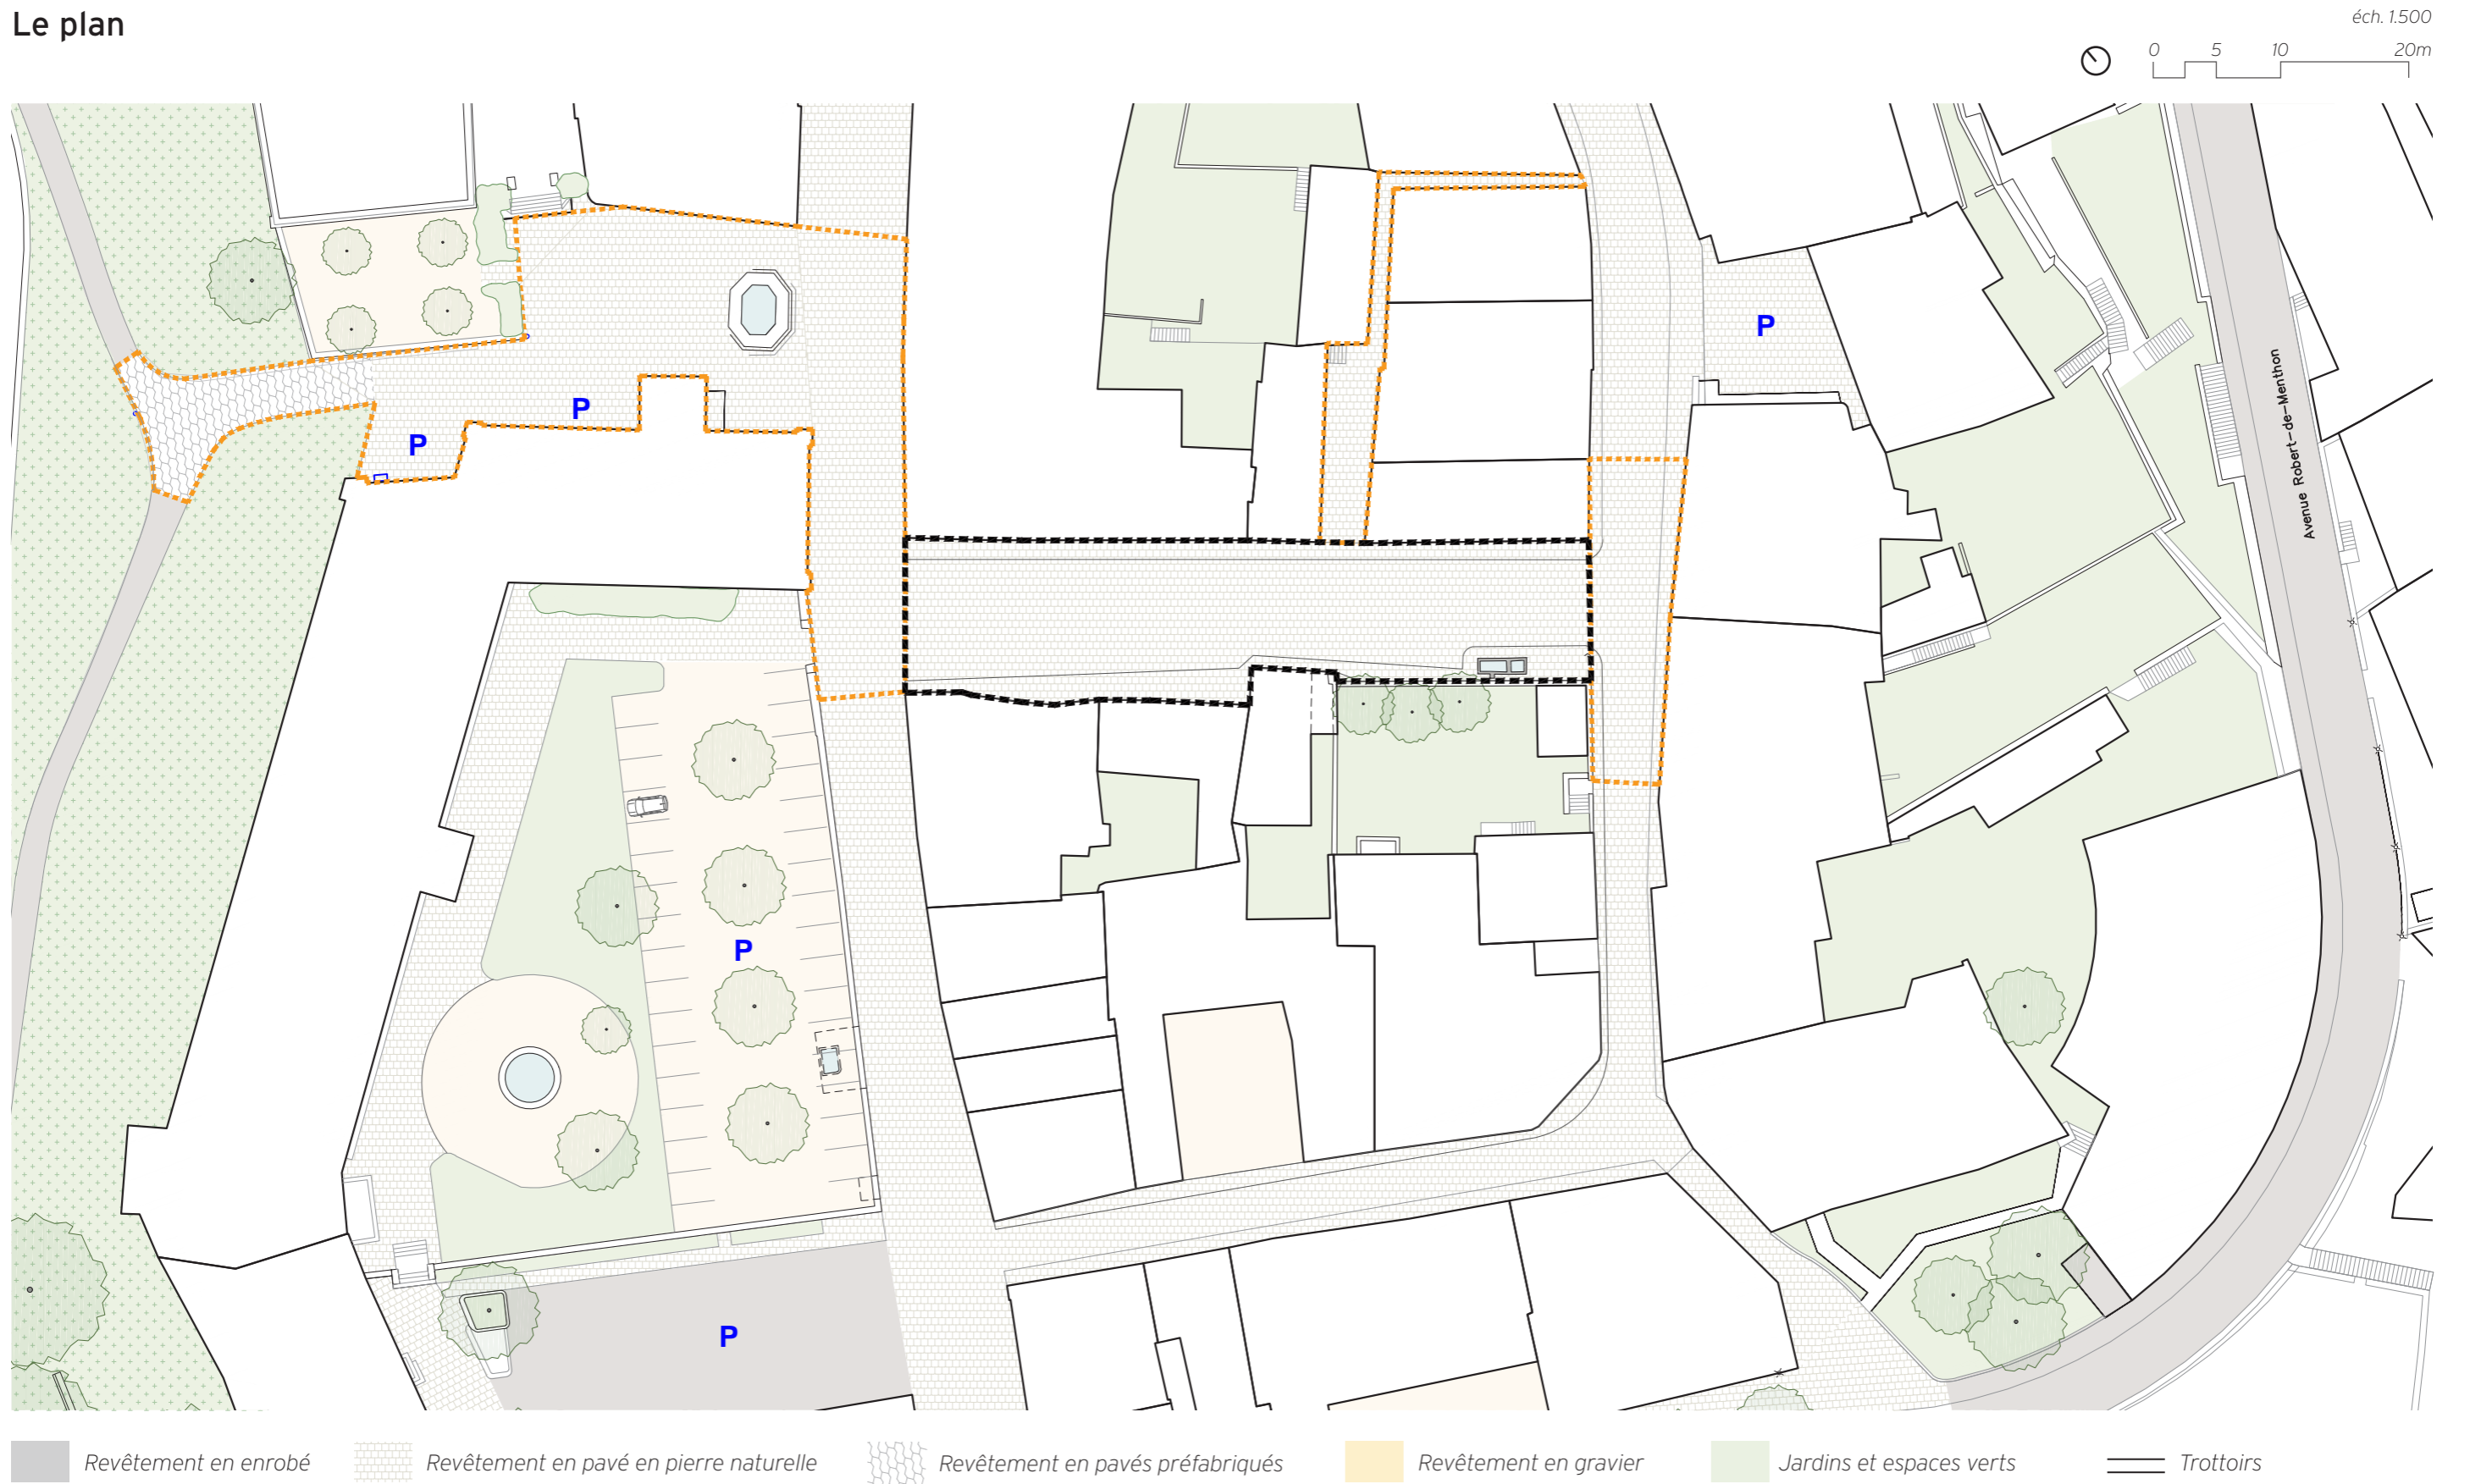 Le plan
éch. 1.500
0 5 10 20m
P
P
P
Avenue Robert-de-Menthon
P
P
Revêtement en enrobé
Revêtement en pavé en pierre naturelle
Revêtement en pavés préfabriqués
Revêtement en gravier
Jardins et espaces verts
Trottoirs